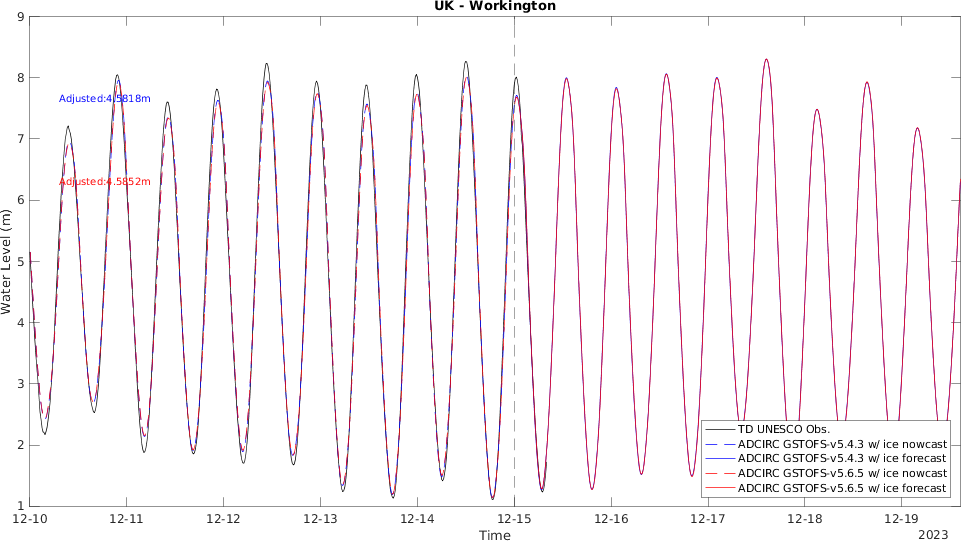 UK - Workington
9
8
7
6
5
4
3
2
1
Water Level (m)
Adjusted:4.5818m
Adjusted:4.5852m
TD UNESCO Obs.
ADCIRC GSTOFS-v5.4.3 w/ ice nowcast
ADCIRC GSTOFS-v5.4.3 w/ ice forecast
ADCIRC GSTOFS-v5.6.5 w/ ice nowcast
ADCIRC GSTOFS-v5.6.5 w/ ice forecast
12-10 12-11 12-12 12-13 12-14 12-15 12-16 12-17 12-18 12-19
Time
2023